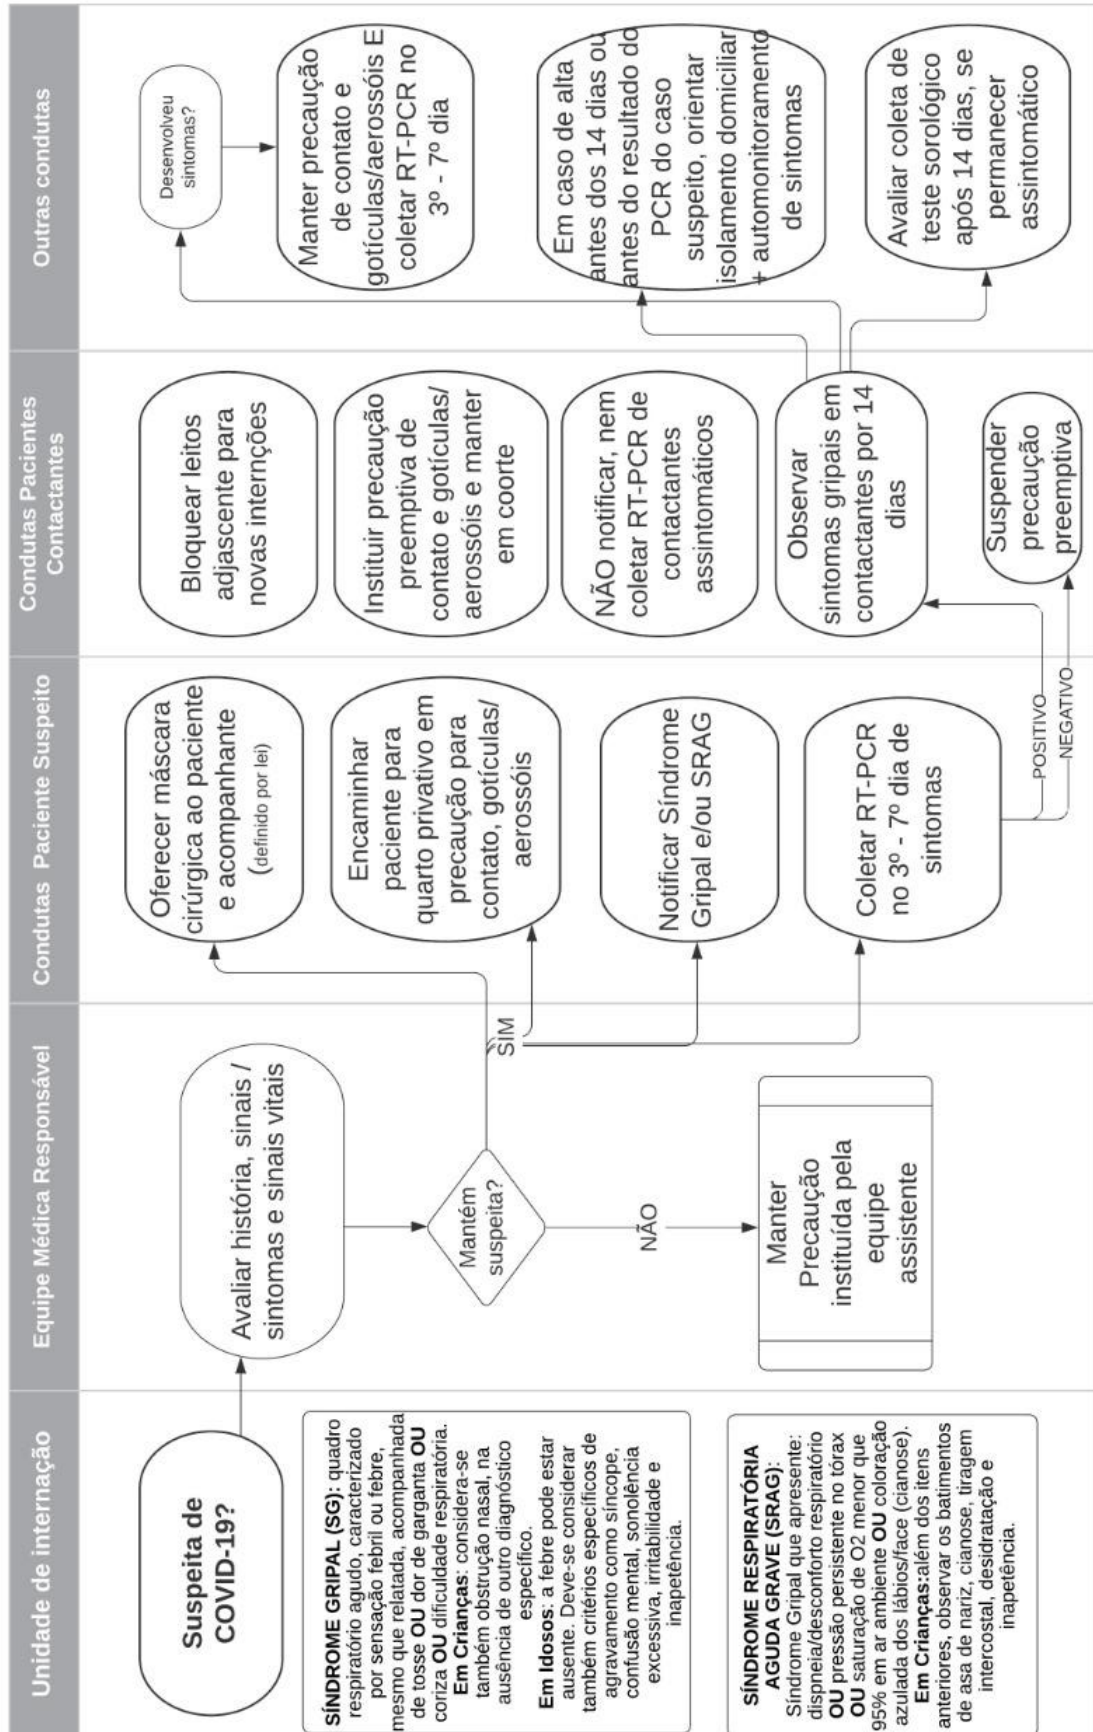 Unidade de internação
Suspeita de
COVID-19?
SÍNDROME GRIPAL (SG): quadro
respiratório agudo, caracterizado
por sensação febril ou febre,
mesmo que relatada, acompanhada
de tosse OU dor de garganta OU
coriza OU dificuldade respiratória.
Em Crianças: considera-se
também obstrução nasal, na
ausência de outro diagnóstico
específico.
Em Idosos: a febre pode estar
ausente. Deve-se considerar
também critérios específicos de
agravamento como síncope,
confusão mental, sonolência
excessiva, irritabilidade e
inapetência.
SÍNDROME RESPIRATÓRIA
AGUDA GRAVE (SRAG):
Síndrome Gripal que apresente:
dispneia/desconforto respiratório
OU pressão persistente no tórax
OU saturação de O2 menor que
95% em ar ambiente OU coloração
azulada dos lábios/face (cianose).
Em Crianças:além dos itens
anteriores, observar os batimentos
de asa de nariz, cianose, tiragem
intercostal, desidratação e
inapetência.
Equipe Médica Responsável
Avaliar história, sinais /
sintomas e sinais vitais
Mantém
suspeita?
SIM
NÃO
Manter
Precaução
instituída pela
equipe
assistente
Condutas Paciente Suspeito
Oferecer máscara
cirúrgica ao paciente
e acompanhante
(definido por lei)
Encaminhar
paciente para
quarto privativo em
precaução para
contato, gotículas/
aerossóis
Notificar Síndrome
Gripal e/ou SRAG
Coletar RT-PCR
no 3º - 7º dia de
sintomas
POSITIVO
NEGATIVO
Condutas Pacientes
Contactantes
Bloquear leitos
adjascente para
novas internções
Instituir precaução
preemptiva de
contato e gotículas/
aerossóis e manter
em coorte
NÃO notificar, nem
coletar RT-PCR de
contactantes
assintomáticos
Observar
sintomas gripais em
contactantes por 14
dias
Suspender
precaução
preemptiva
Outras condutas
Desenvolveu
sintomas?
Manter precaução
de contato e
gotículas/aerossóis E
coletar RT-PCR no
3º - 7º dia
Em caso de alta
antes dos 14 dias ou
antes do resultado do
PCR do caso
suspeito, orientar
isolamento domiciliar
+ automonitoramento
de sintomas
Avaliar coleta de
teste sorológico
após 14 dias, se
permanecer
assintomático